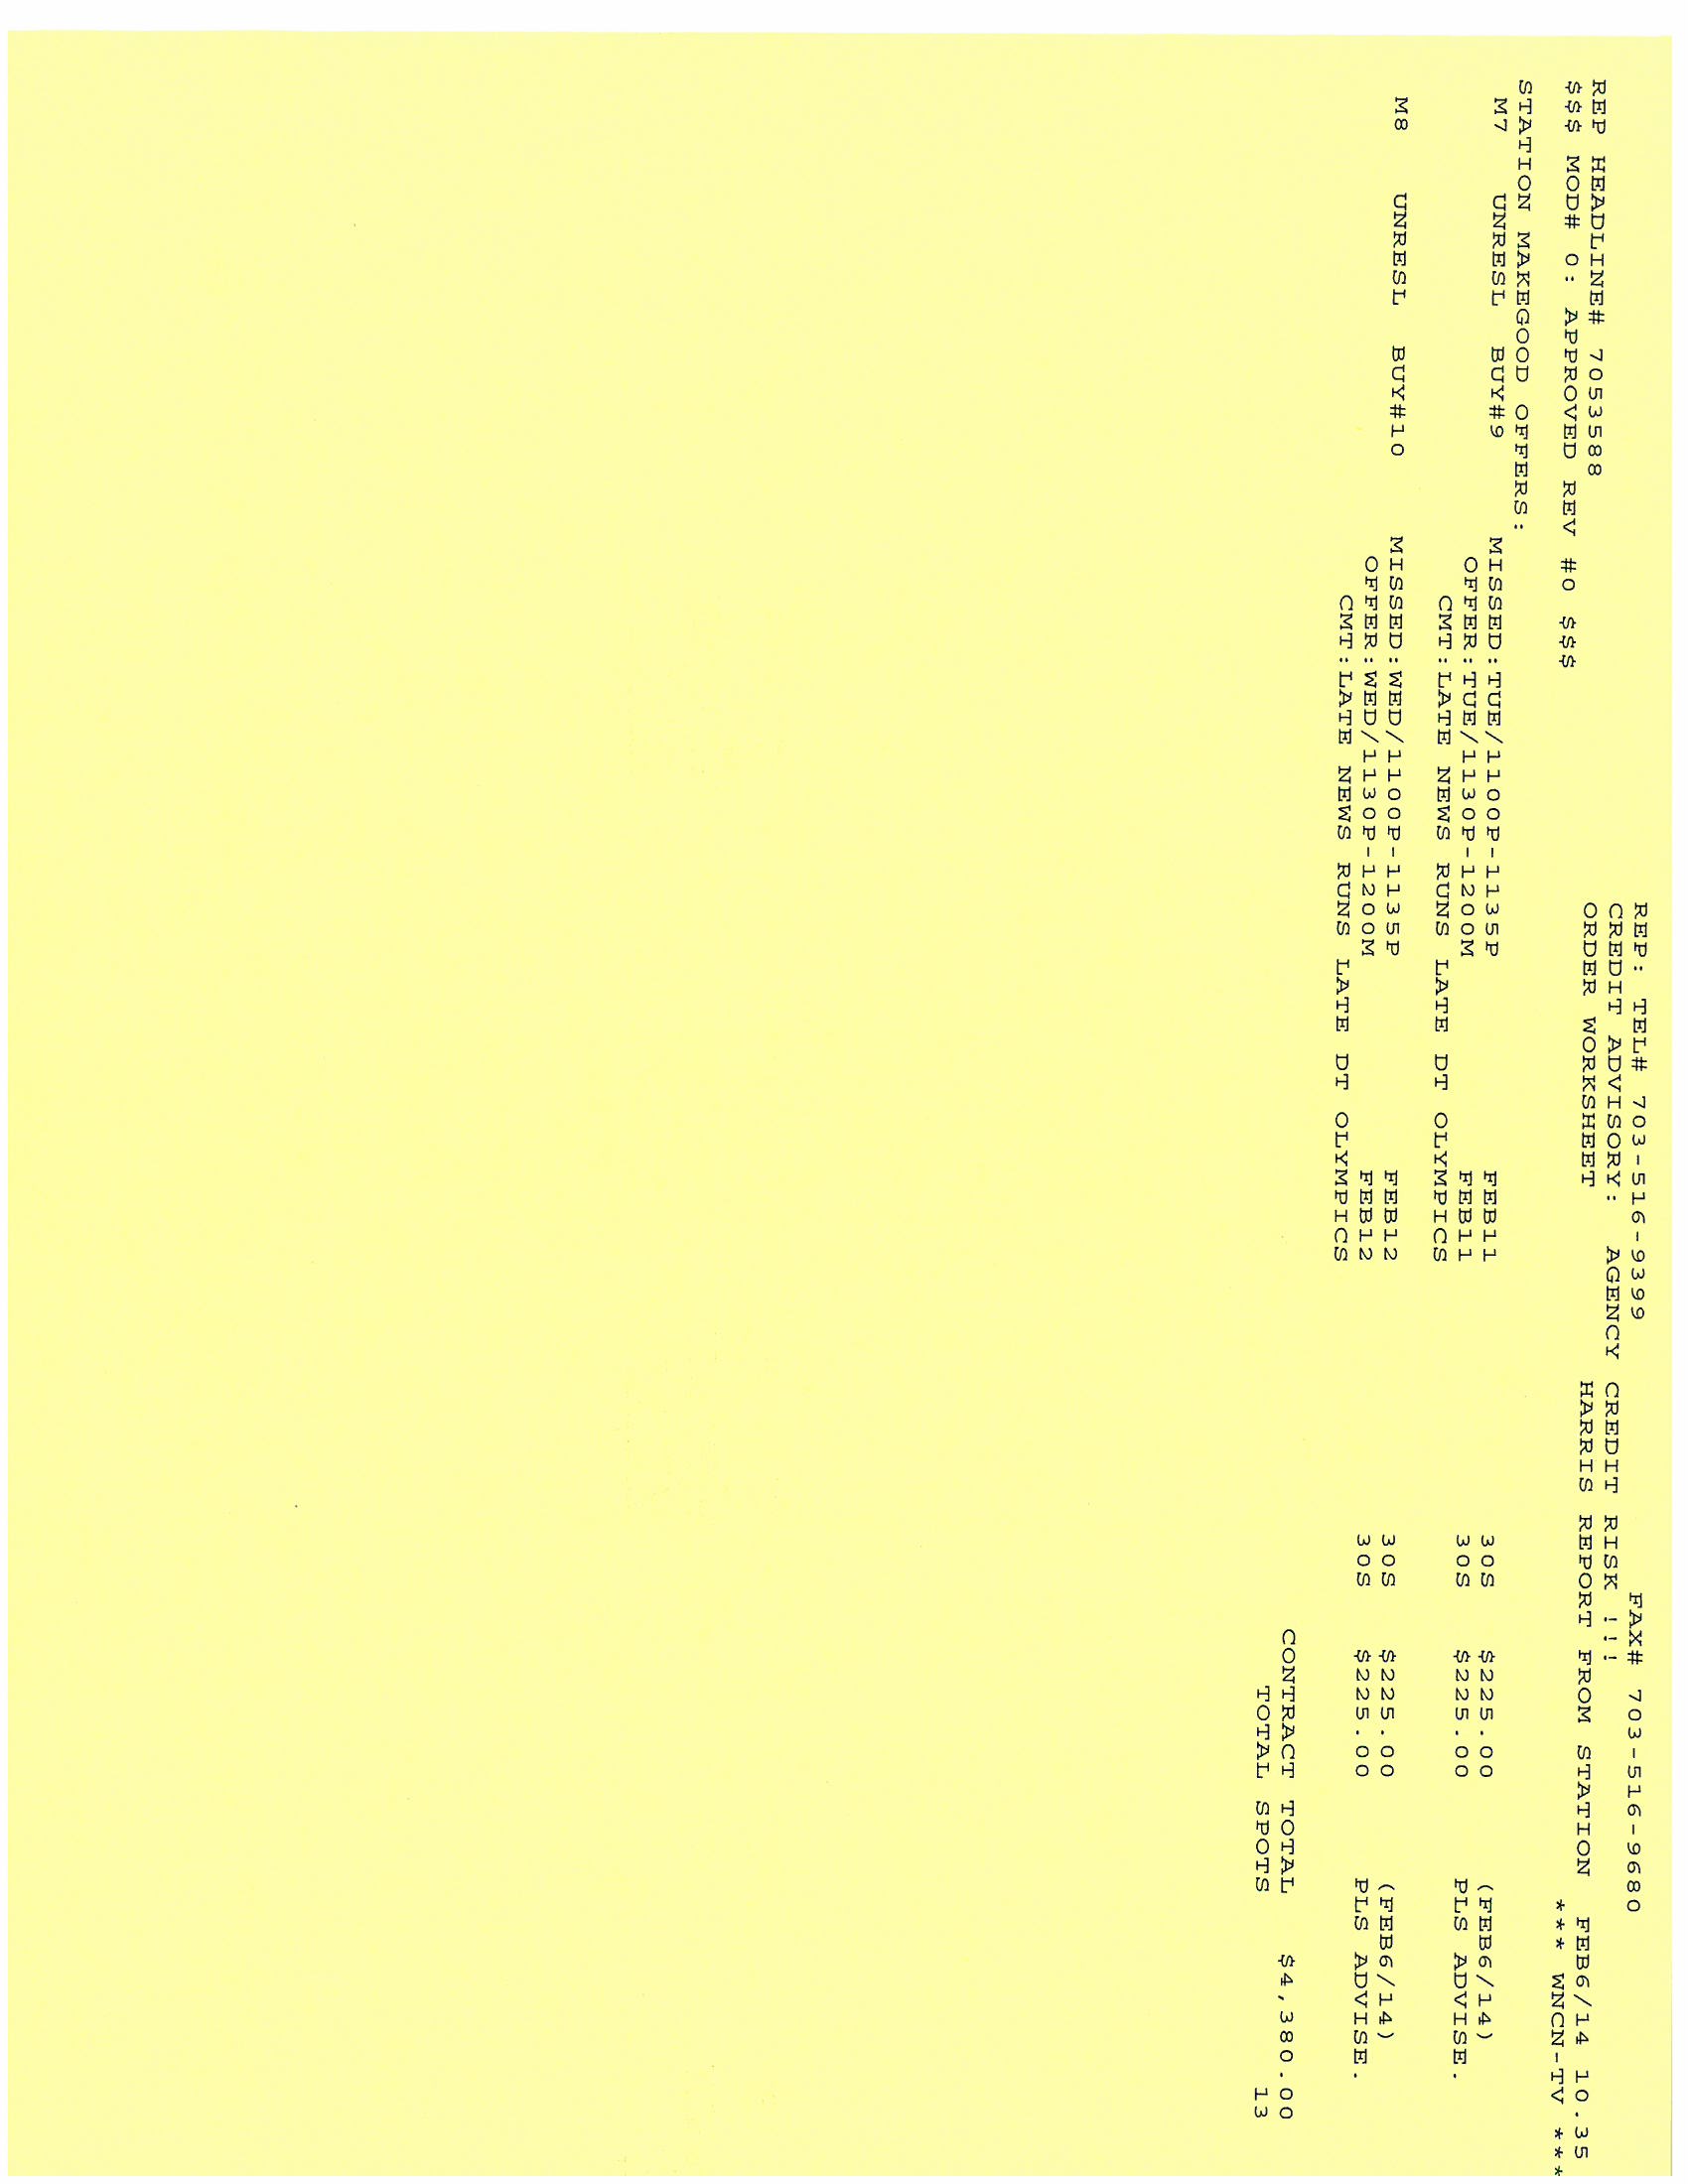 REP: TEL# 703-516-9399 FAX# 703-516-9680
CREDIT ADVISORY: AGENCY CREDIT RISK !!!
REP HEADLINE# 7053588 ORDER WORKSHEET HARRIS REPORT FROM STATION FEB6/14 10.35
$$$ MOD# 0: APPROVED REV #0 $$$ *** WNCN-TV ***
STATION MAKEGOOD OFFERS:
M7 UNRESL BUY#9 MISSED:TUE/1100P-1135P FEB11 30S $225.00 (FEB6/14)
OFFER:TUE/1130P-1200M FEB11 30S $225.00 PLS ADVISE.
CMT:LATE NEWS RUNS LATE DT OLYMPICS
M8 UNRESL BUY#10 MISSED:WED/1100P-1135P FEB12 30S $225.00 (FEB6/14)
OFFER:WED/1130P-1200M FEB12 30S $225.00 PLS ADVISE.
CMT:LATE NEWS RUNS LATE DT OLYMPICS
CONTRACT TOTAL $4,380.00
TOTAL SPOTS 13